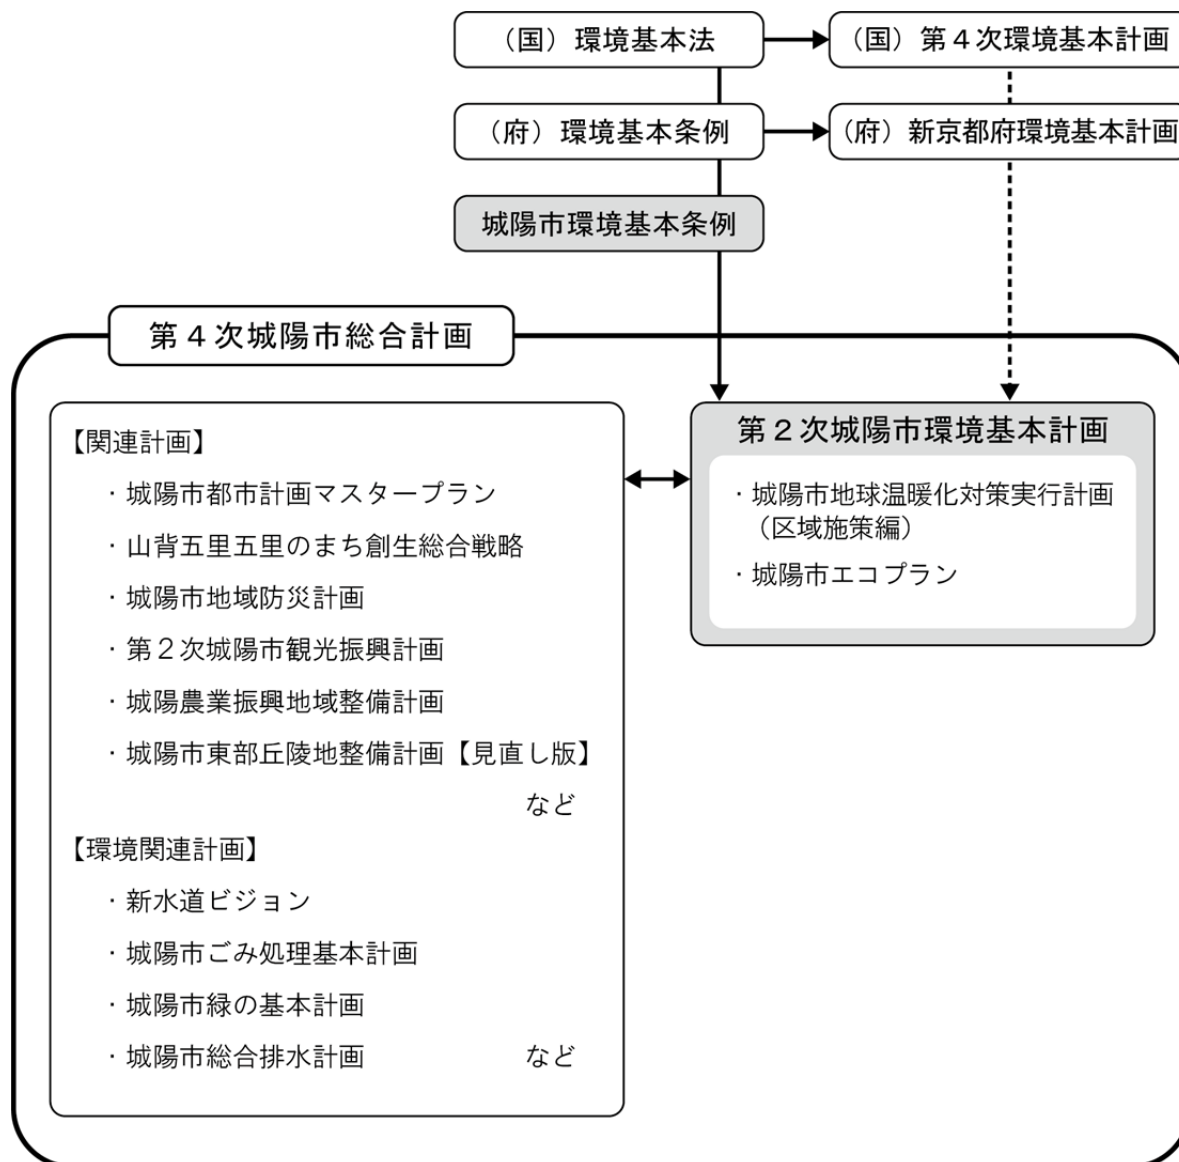 （国）環境基本法
（国）第４次環境基本計画
（府）環境基本条例
（府）新京都府環境基本計画
城陽市環境基本条例
第４次城陽市総合計画
【関連計画】
・城陽市都市計画マスタープラン
・山背五里五里のまち創生総合戦略
・城陽市地域防災計画
・第２次城陽市観光振興計画
・城陽農業振興地域整備計画
・城陽市東部丘陵地整備計画【見直し版】
など
【環境関連計画】
・新水道ビジョン
・城陽市ごみ処理基本計画
・城陽市緑の基本計画
・城陽市総合排水計画　など
第２次城陽市環境基本計画
・城陽市地球温暖化対策実行計画
（区域施策編）
・城陽市エコプラン